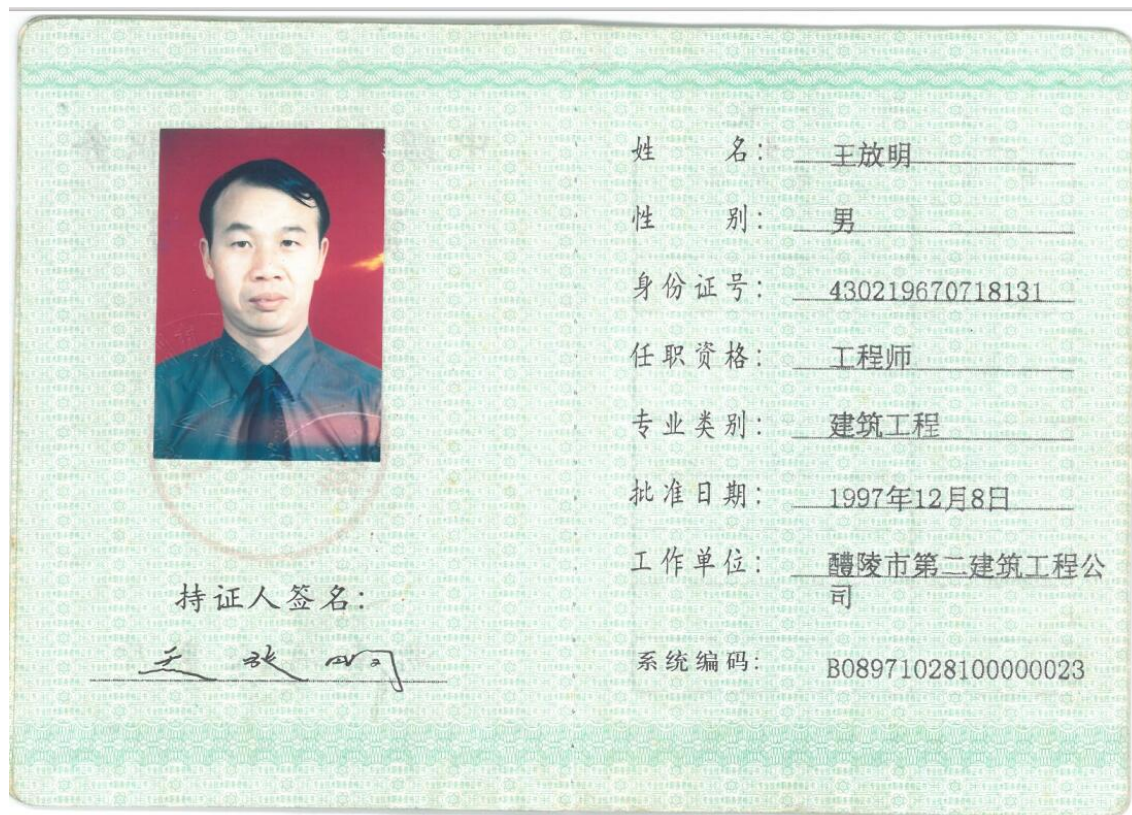 持证人签名:
王放明
姓 名: 王放明
性 别: 男
身份证号: 430219670718131
任职资格: 工程师
专业类别: 建筑工程
批准日期: 1997年12月8日
工作单位: 醴陵市第二建筑工程公
司
系统编码: B08971028100000023